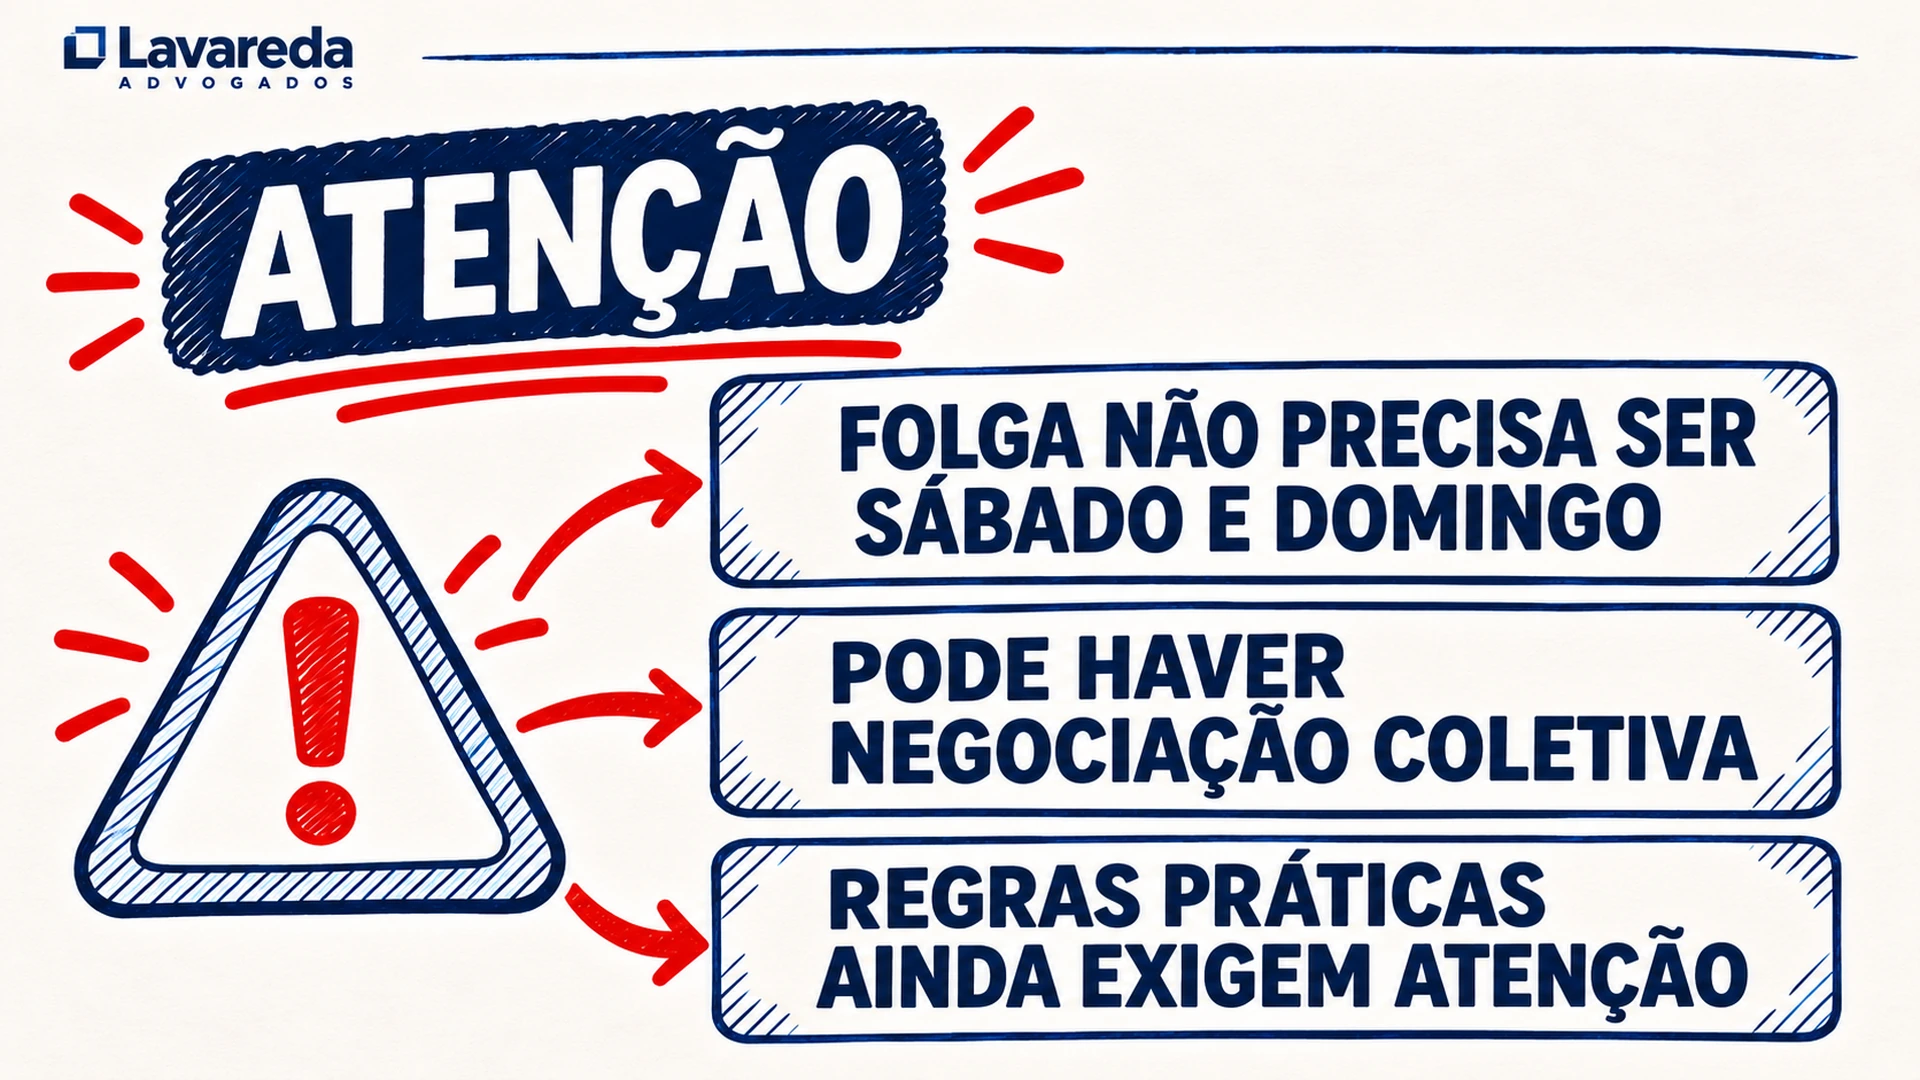 Lavareda
ADVOGADOS
ATENÇÃO
FOLGA NÃO PRECISA SER
SÁBADO E DOMINGO
PODE HAVER
NEGOCIAÇÃO COLETIVA
REGRAS PRÁTICAS
AINDA EXIGEM ATENÇÃO